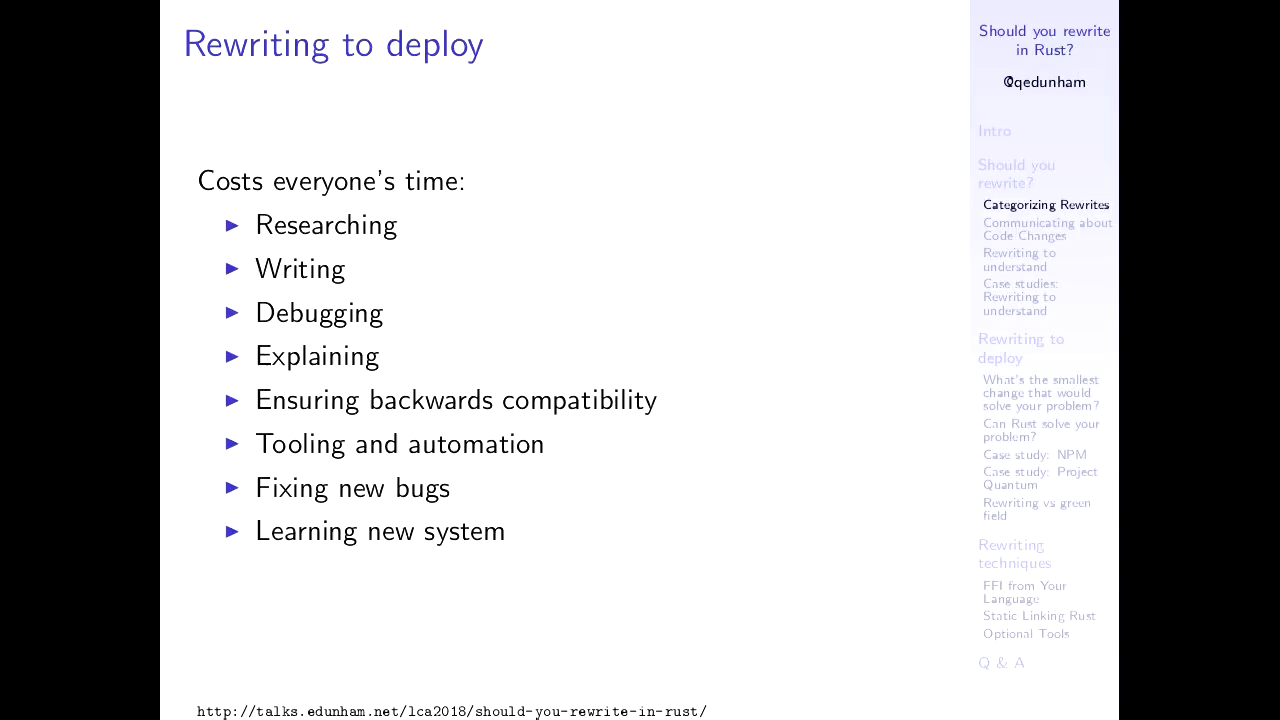 Rewriting to deploy
Costs everyone's time:
Researching
Writing
Debugging
Explaining
Ensuring backwards compatibility
Tooling and automation
Fixing new bugs
Learning new system
http://talks.edunham.net/lca2018/should-you-rewrite-in-rust/
Should you rewrite
in Rust?
@qedunham
Intro
Should you
rewrite?
Categorizing Rewrites
Communicating about
Code Changes
Rewriting to
understand
Case studies:
Rewriting to
understand
Rewriting to
deploy
What's the smallest
change that would
solve your problem?
Can Rust solve your
problem?
Case study: NPM
Case study: Project
Quantum
Rewriting vs green
field
Rewriting
techniques
FFI from Your
Language
Static Linking Rust
Optional Tools
Q & A